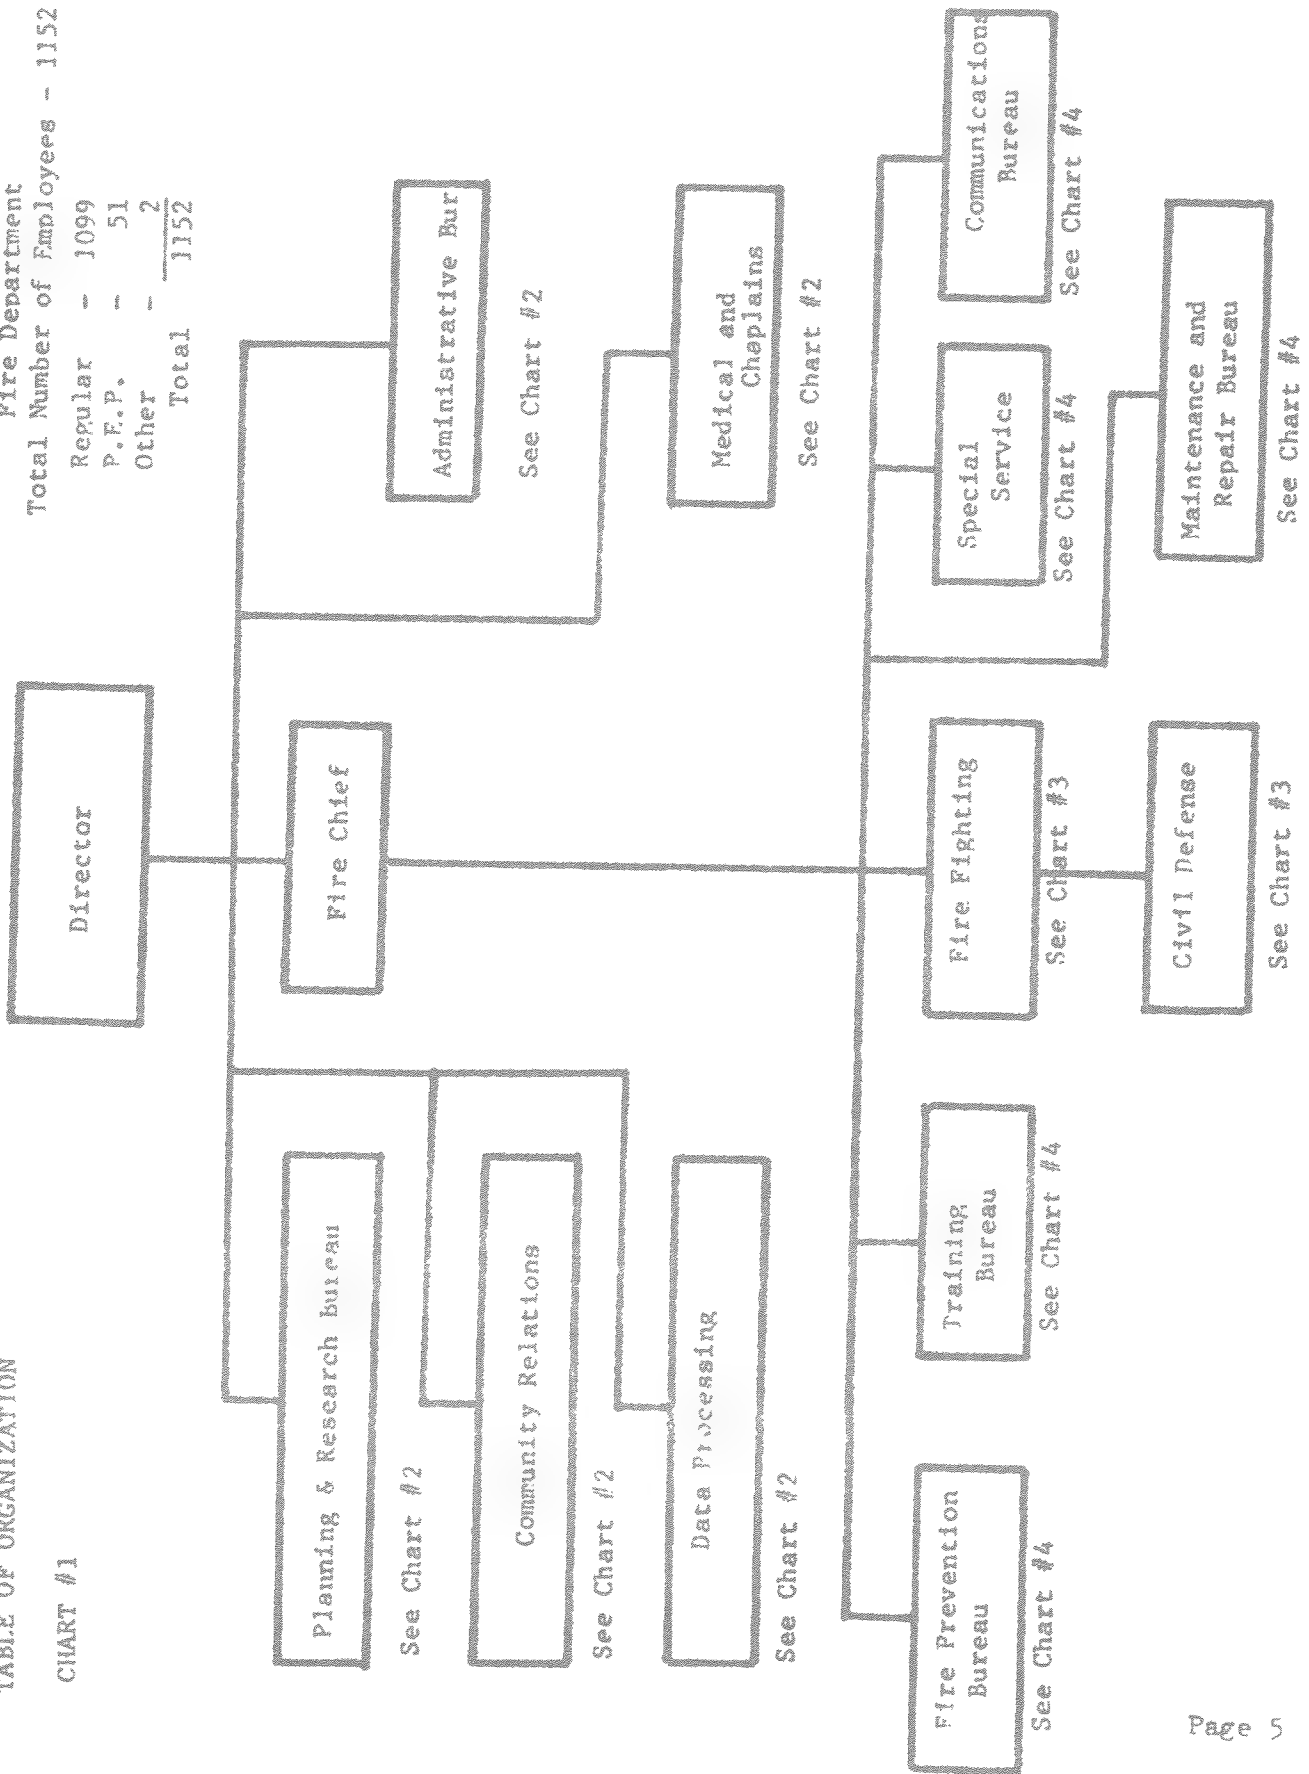 TABLE OF ORGANIZATION
CHART #1
Fire Department
Total Number of Employees - 1152
Regular - 1099
P.E.P. - 51
Other - 2
Total 1152
Director
Fire Chief
Planning & Research Bureau
See Chart #2
Community Relations
See Chart #2
Data Processing
See Chart #2
Administrative Bur
See Chart #2
Medical and
Chaplains
See Chart #2
Fire Prevention
Bureau
See Chart #4
Training
Bureau
See Chart #4
Fire Fighting
See Chart #3
Civil Defense
See Chart #3
Special
Service
See Chart #4
Communications
Bureau
See Chart #4
Maintenance and
Repair Bureau
See Chart #4
Page 5